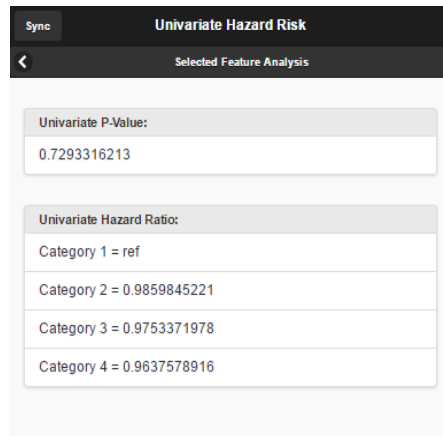 Sync
Univariate Hazard Risk
Selected Feature Analysis
Univariate P-Value:
0.7293316213
Univariate Hazard Ratio:
Category 1 = ref
Category 2 = 0.9859845221
Category 3 = 0.9753371978
Category 4 = 0.9637578916